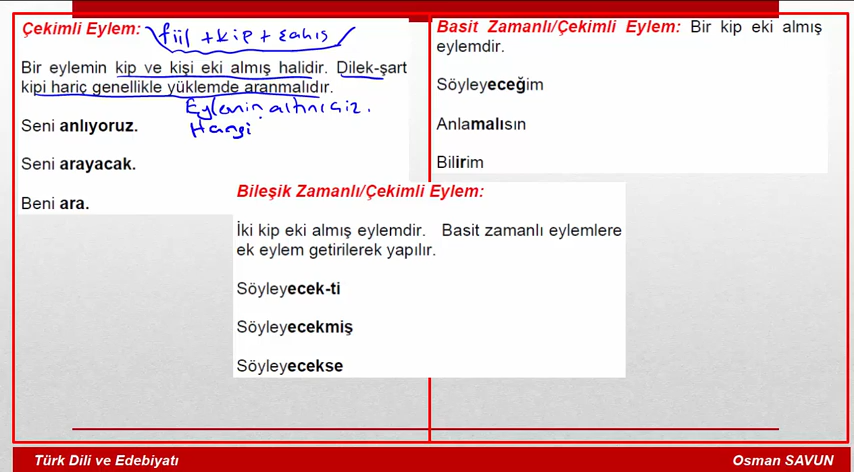 Çekimli Eylem: fiil + kip + şahıs
Bir eylemin kip ve kişi eki almış halidir. Dilek-şart
kipi hariç genellikle yüklemde aranmalıdır.
Eylemin altını çiz.
Hangi
Seni anlıyoruz.
Seni arayacak.
Beni ara.
Basit Zamanlı/Çekimli Eylem: Bir kip eki almış
eylemdir.
Söyleyeceğim
Anlamalısın
Bilirim
Bileşik Zamanlı/Çekimli Eylem:
İki kip eki almış eylemdir. Basit zamanlı eylemlere
ek eylem getirilerek yapılır.
Söyleyecek-ti
Söyleyecekmiş
Söyleyecekse
Türk Dili ve Edebiyatı
Osman SAVUN